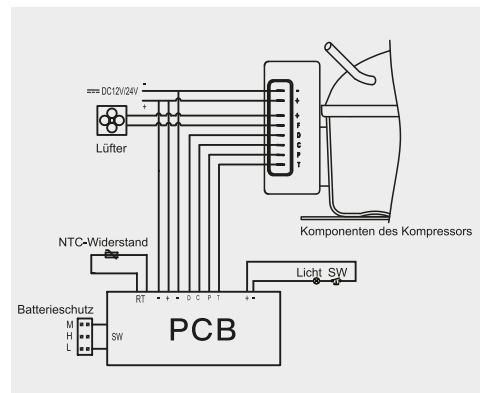 -
DC12V/24V
+
-
+
+
F
D
C
P
T
Lüfter
Komponenten des Kompressors
NTC-Widerstand
Licht SW
RT - + - D C P T + -
Batterieschutz
M
H
L
SW
PCB